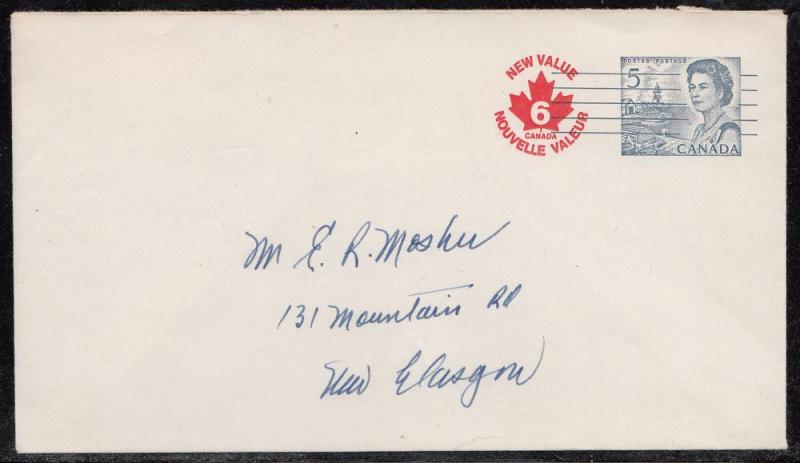 NEW VALUE
6
CANADA
NOUVELLE VALEUR
POSTES POSTAGE
5
CANADA
Mr E. R. Mosher
131 Mountain Rd
New Glasgow